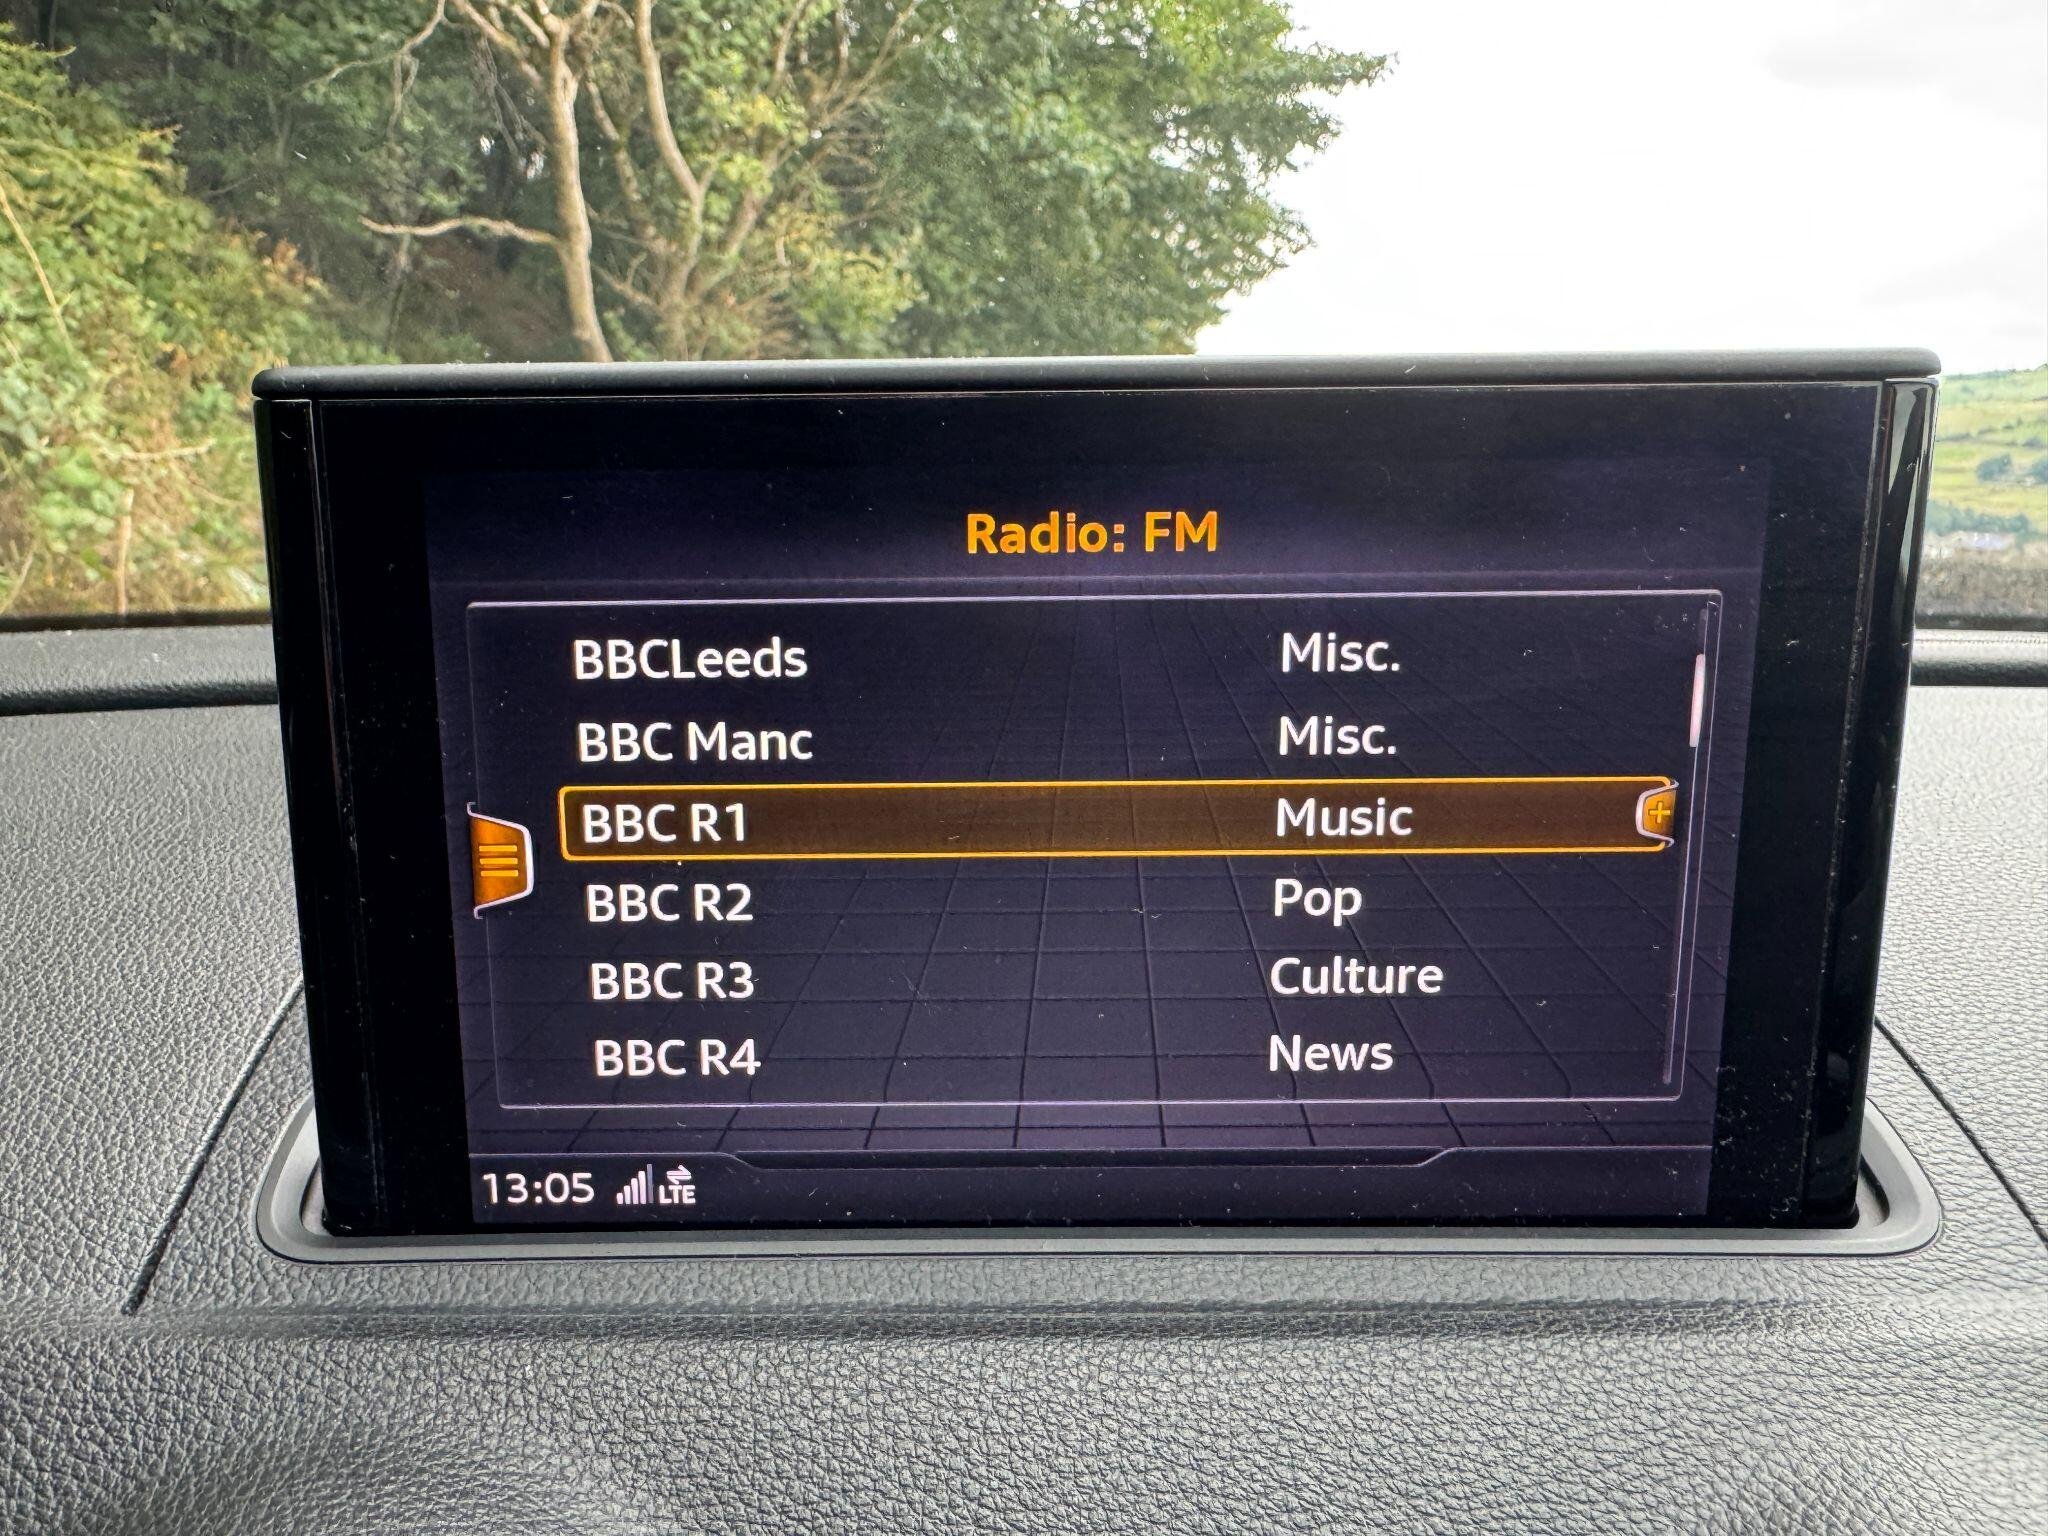 Radio: FM
BBCLeeds Misc.
BBC Manc Misc.
BBC R1 Music
BBC R2 Pop
BBC R3 Culture
BBC R4 News
13:05 LTE